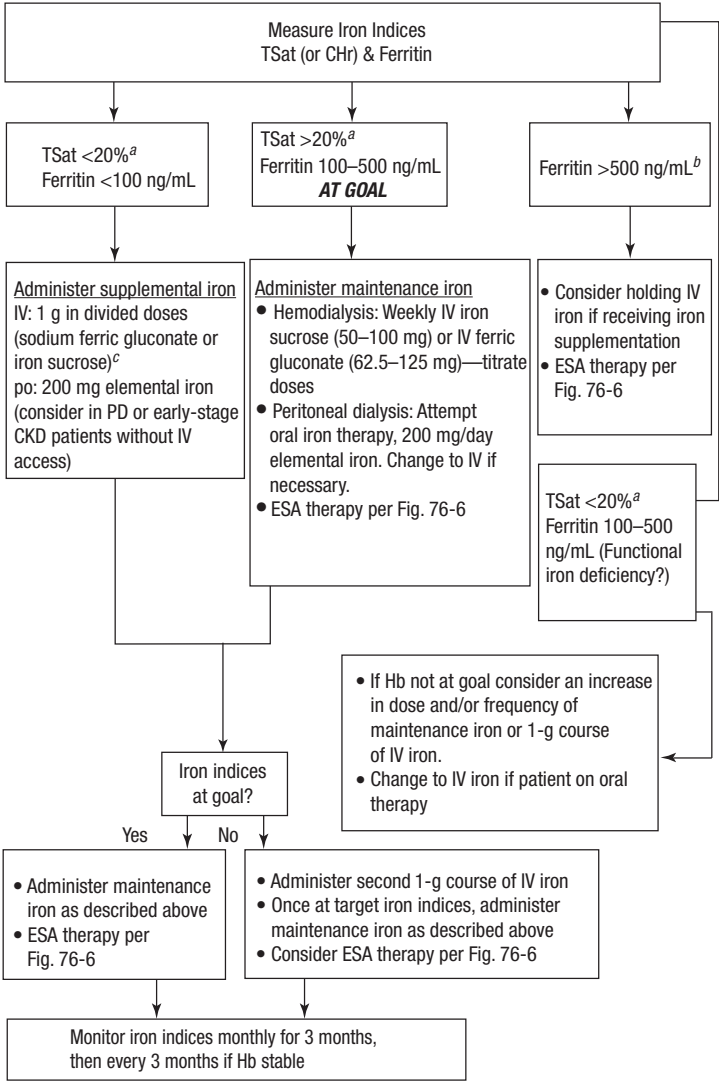 Measure Iron Indices
TSat (or CHr) & Ferritin
TSat <20%a
Ferritin <100 ng/mL
TSat >20%a
Ferritin 100–500 ng/mL
AT GOAL
Ferritin >500 ng/mLb
Administer supplemental iron
IV: 1 g in divided doses
(sodium ferric gluconate or
iron sucrose)c
po: 200 mg elemental iron
(consider in PD or early-stage
CKD patients without IV
access)
Administer maintenance iron
• Hemodialysis: Weekly IV iron
sucrose (50–100 mg) or IV ferric
gluconate (62.5–125 mg)—titrate
doses
• Peritoneal dialysis: Attempt
oral iron therapy, 200 mg/day
elemental iron. Change to IV if
necessary.
• ESA therapy per Fig. 76-6
• Consider holding IV
iron if receiving iron
supplementation
• ESA therapy per
Fig. 76-6
TSat <20%a
Ferritin 100–500
ng/mL (Functional
iron deficiency?)
• If Hb not at goal consider an increase
in dose and/or frequency of
maintenance iron or 1-g course
of IV iron.
• Change to IV iron if patient on oral
therapy
Iron indices
at goal?
Yes
No
• Administer maintenance
iron as described above
• ESA therapy per
Fig. 76-6
• Administer second 1-g course of IV iron
• Once at target iron indices, administer
maintenance iron as described above
• Consider ESA therapy per Fig. 76-6
Monitor iron indices monthly for 3 months,
then every 3 months if Hb stable